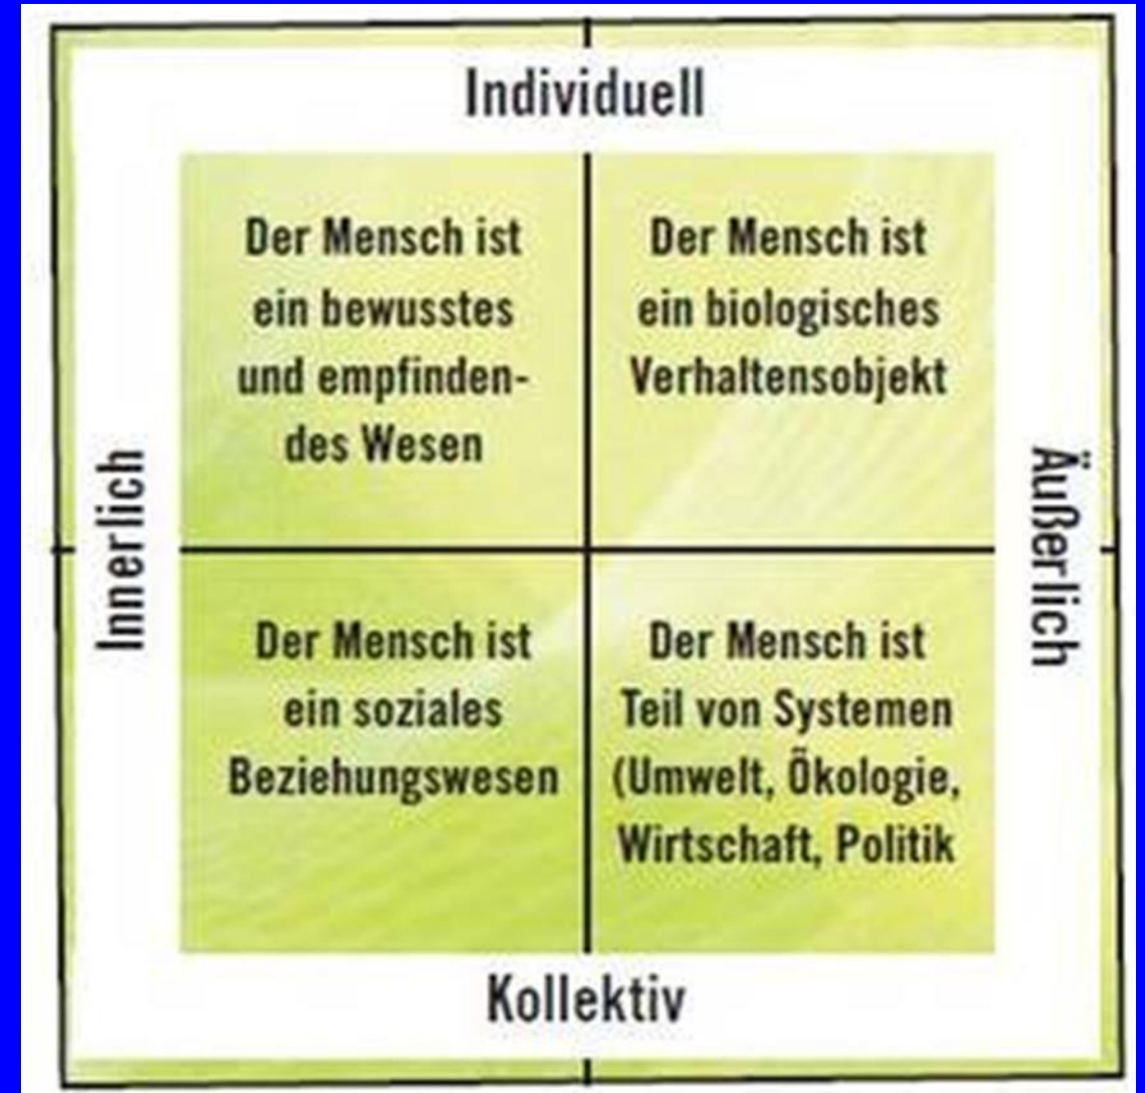 Individuell
Der Mensch ist
ein bewusstes
und empfinden-
des Wesen
Der Mensch ist
ein biologisches
Verhaltensobjekt
Innerlich
Äußerlich
Der Mensch ist
ein soziales
Beziehungswesen
Der Mensch ist
Teil von Systemen
(Umwelt, Ökologie,
Wirtschaft, Politik
Kollektiv